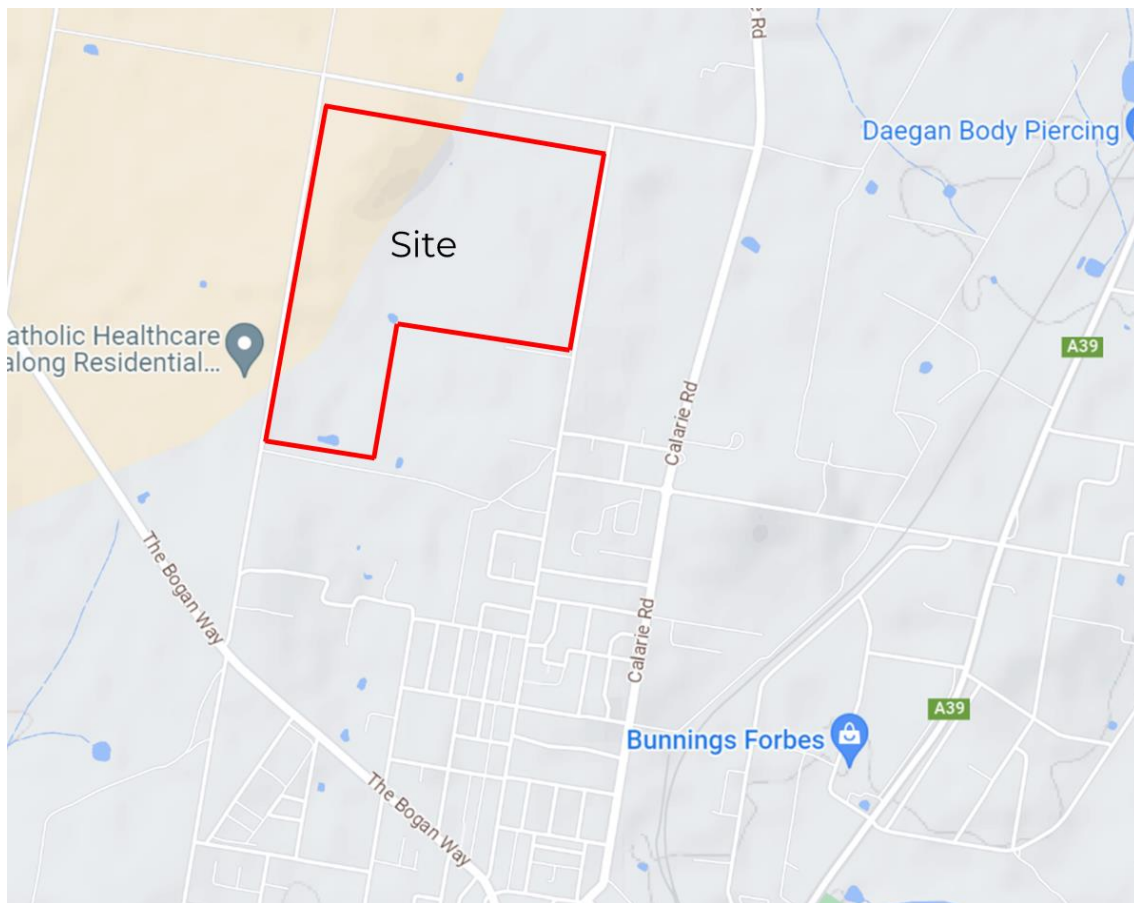 e Rd
Daegan Body Piercing
Site
atholic Healthcare
along Residential...
A39
Calarie Rd
The Bogan Way
Calarie Rd
A39
Bunnings Forbes
The Bogan Way